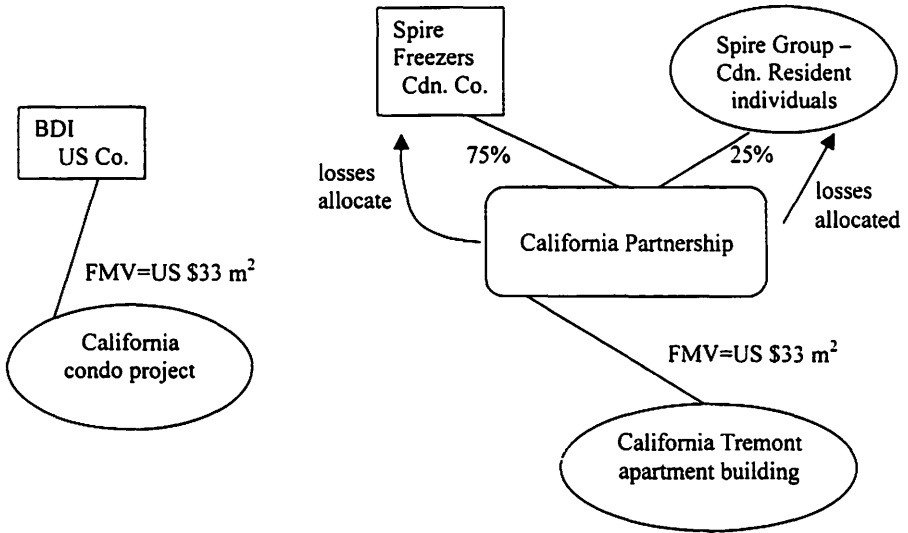 BDI
US Co.
FMV=US $33 m²
California
condo project
Spire
Freezers
Cdn. Co.
Spire Group –
Cdn. Resident
individuals
75%
25%
losses
allocate
losses
allocated
California Partnership
FMV=US $33 m²
California Tremont
apartment building